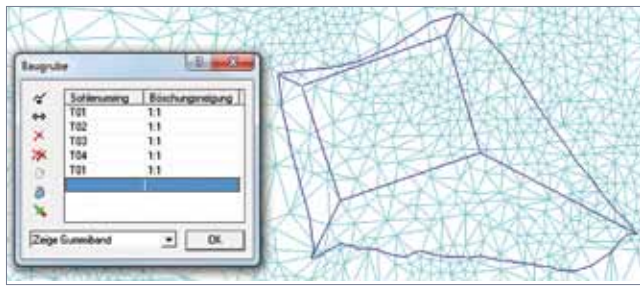 Baugrube
Sohlenumring Böschungsneigung
T01 1:1
T02 1:1
T03 1:1
T04 1:1
T01 1:1
Zeige Gummiband OK